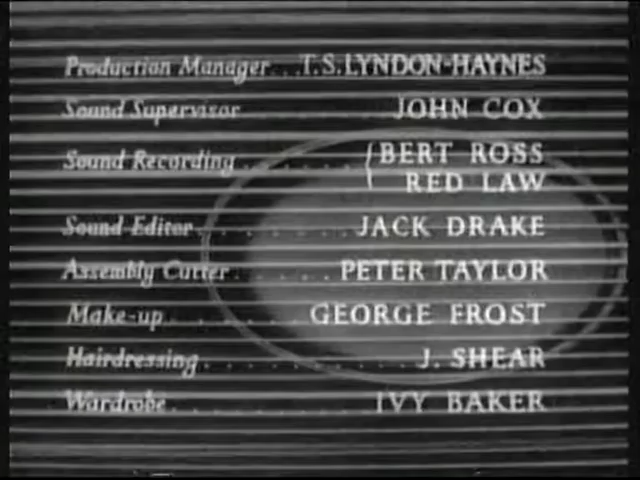 Production Manager...T.S.LYNDON-HAYNES
Sound Supervisor JOHN COX
Sound Recording......{BERT ROSS
RED LAW
Sound Editor........JACK DRAKE
Assembly Cutter......PETER TAYLOR
Make-up......GEORGE FROST
Hairdressing..........J. SHEAR
Wardrobe..........IVY BAKER